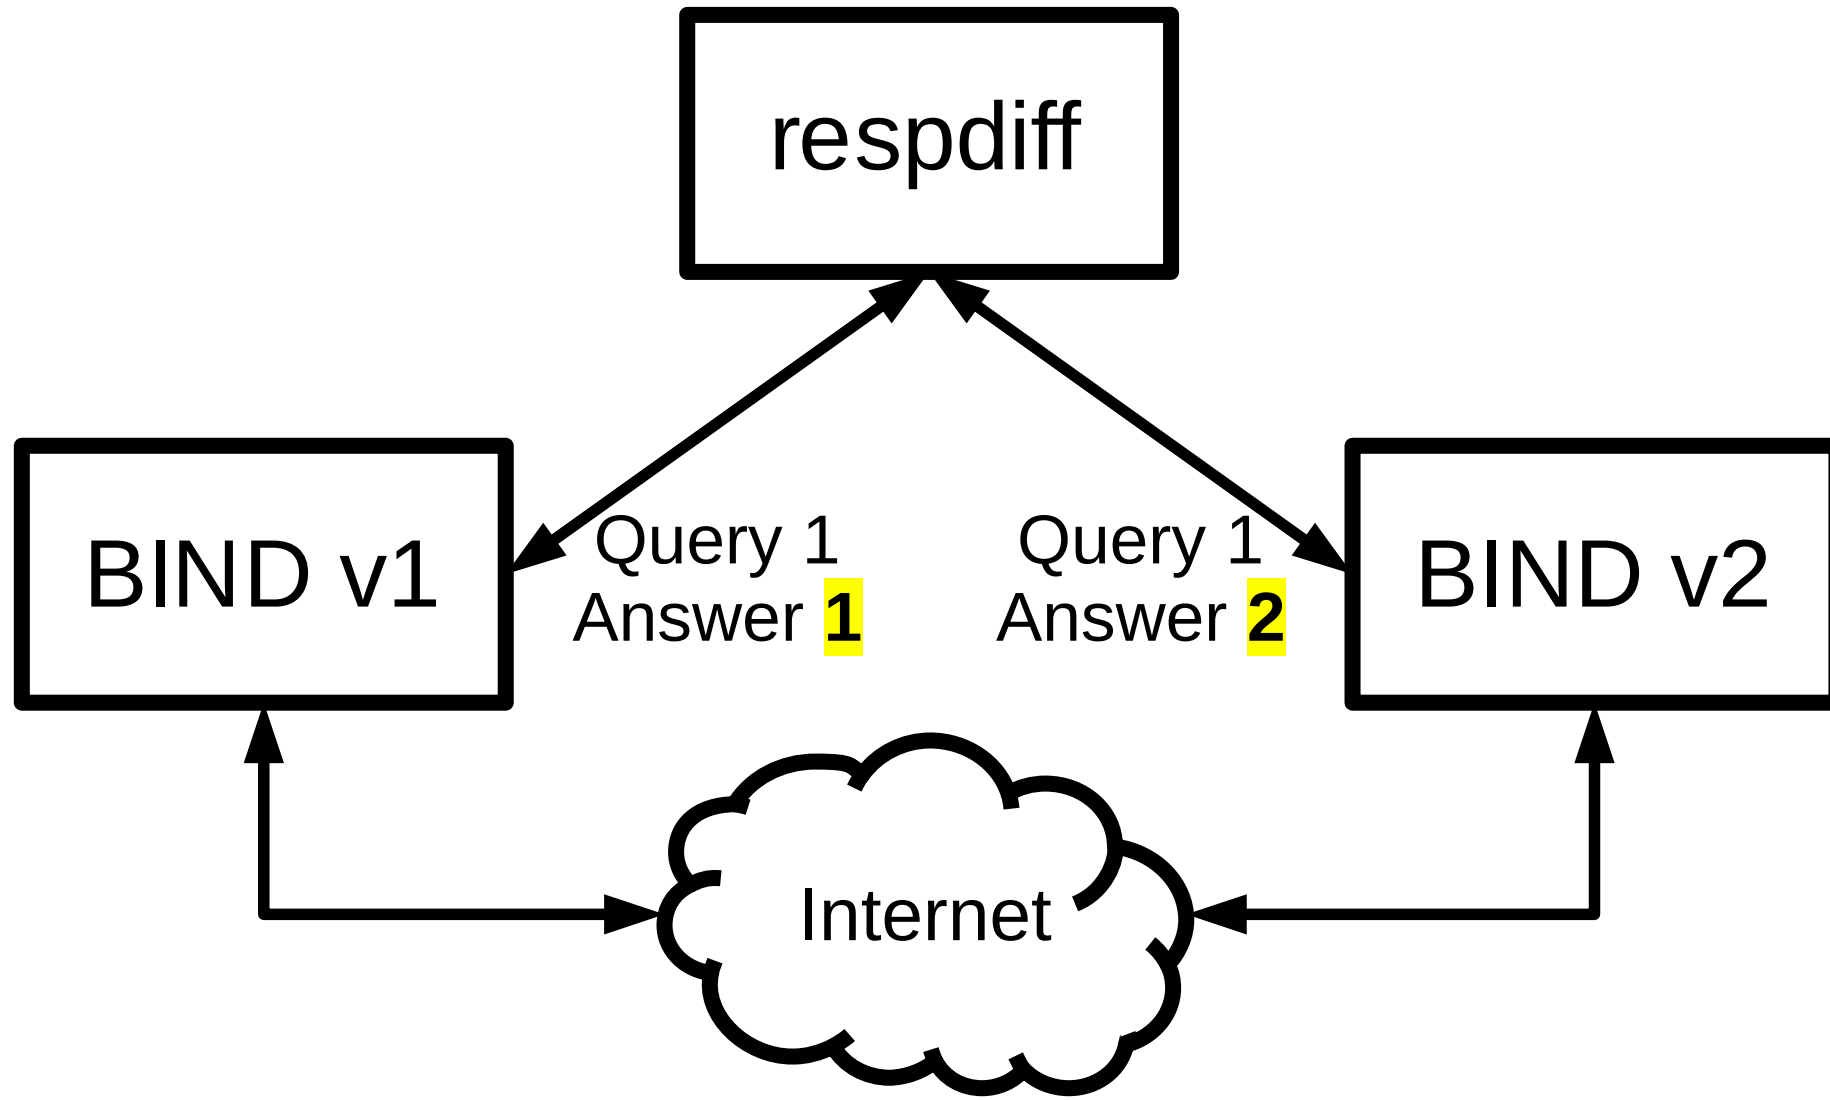 respdiff
BIND v1
Query 1
Answer 1
Query 1
Answer 2
BIND v2
Internet